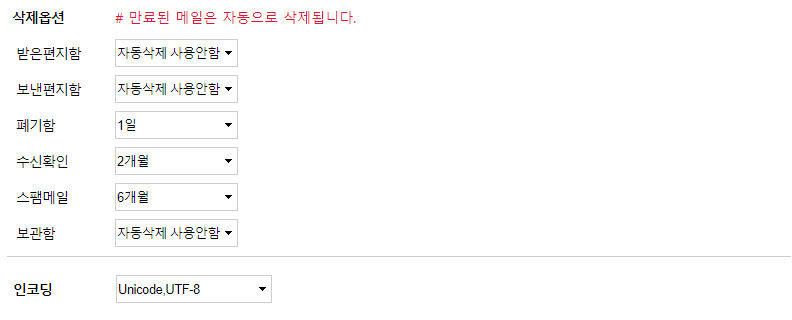 삭제옵션 # 만료된 메일은 자동으로 삭제됩니다.
받은편지함 자동삭제 사용안함
보낸편지함 자동삭제 사용안함
폐기함 1일
수신확인 2개월
스팸메일 6개월
보관함 자동삭제 사용안함
인코딩 Unicode,UTF-8